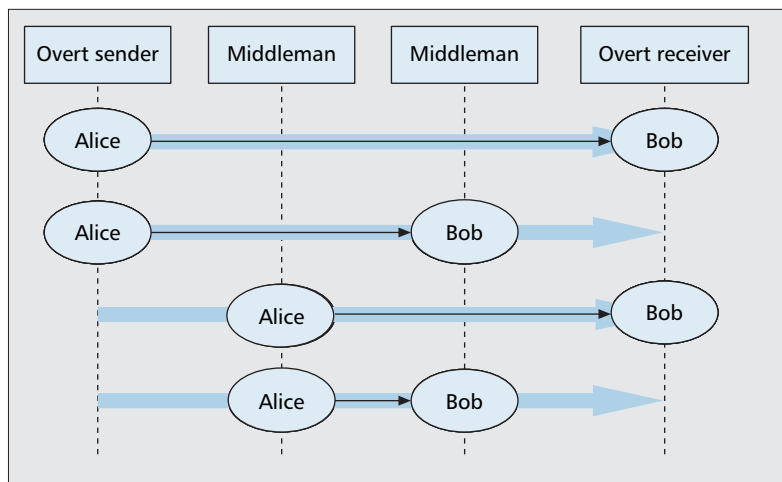 Overt sender
Middleman
Middleman
Overt receiver
Alice
Bob
Alice
Bob
Alice
Bob
Alice
Bob